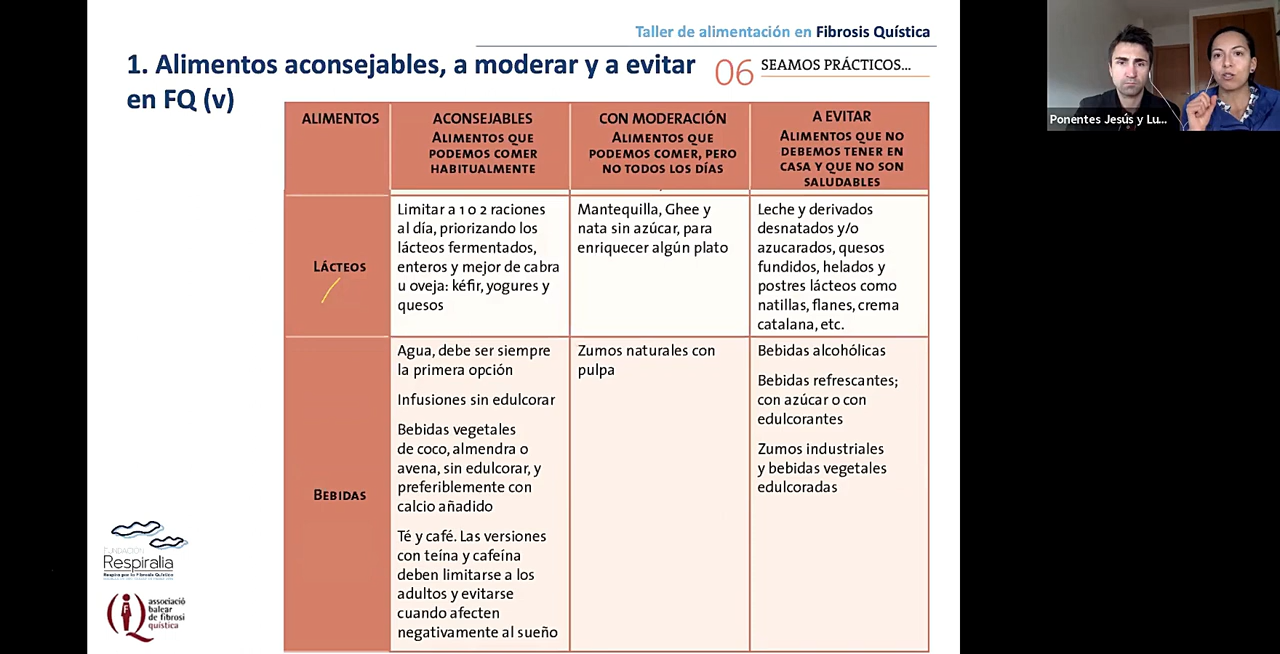 Taller de alimentación en Fibrosis Quística
1. Alimentos aconsejables, a moderar y a evitar
en FQ (v)
06 SEAMOS PRÁCTICOS...
Ponentes Jesús y Lu...
ALIMENTOS
ACONSEJABLES
ALIMENTOS QUE
PODEMOS COMER
HABITUALMENTE
CON MODERACIÓN
ALIMENTOS QUE
PODEMOS COMER, PERO
NO TODOS LOS DÍAS
A EVITAR
ALIMENTOS QUE NO
DEBEMOS TENER EN
CASA Y QUE NO SON
SALUDABLES
LÁCTEOS
Limitar a 1 o 2 raciones
al día, priorizando los
lácteos fermentados,
enteros y mejor de cabra
u oveja: kéfir, yogures y
quesos
Mantequilla, Ghee y
nata sin azúcar, para
enriquecer algún plato
Leche y derivados
desnatados y/o
azucarados, quesos
fundidos, helados y
postres lácteos como
natillas, flanes, crema
catalana, etc.
BEBIDAS
Agua, debe ser siempre
la primera opción
Infusiones sin edulcorar
Bebidas vegetales
de coco, almendra o
avena, sin edulcorar, y
preferiblemente con
calcio añadido
Té y café. Las versiones
con teína y cafeína
deben limitarse a los
adultos y evitarse
cuando afecten
negativamente al sueño
Zumos naturales con
pulpa
Bebidas alcohólicas
Bebidas refrescantes;
con azúcar o con
edulcorantes
Zumos industriales
y bebidas vegetales
edulcoradas
FUNDACIÓN
Respiralia
associació
balear
de fibrosi
quística